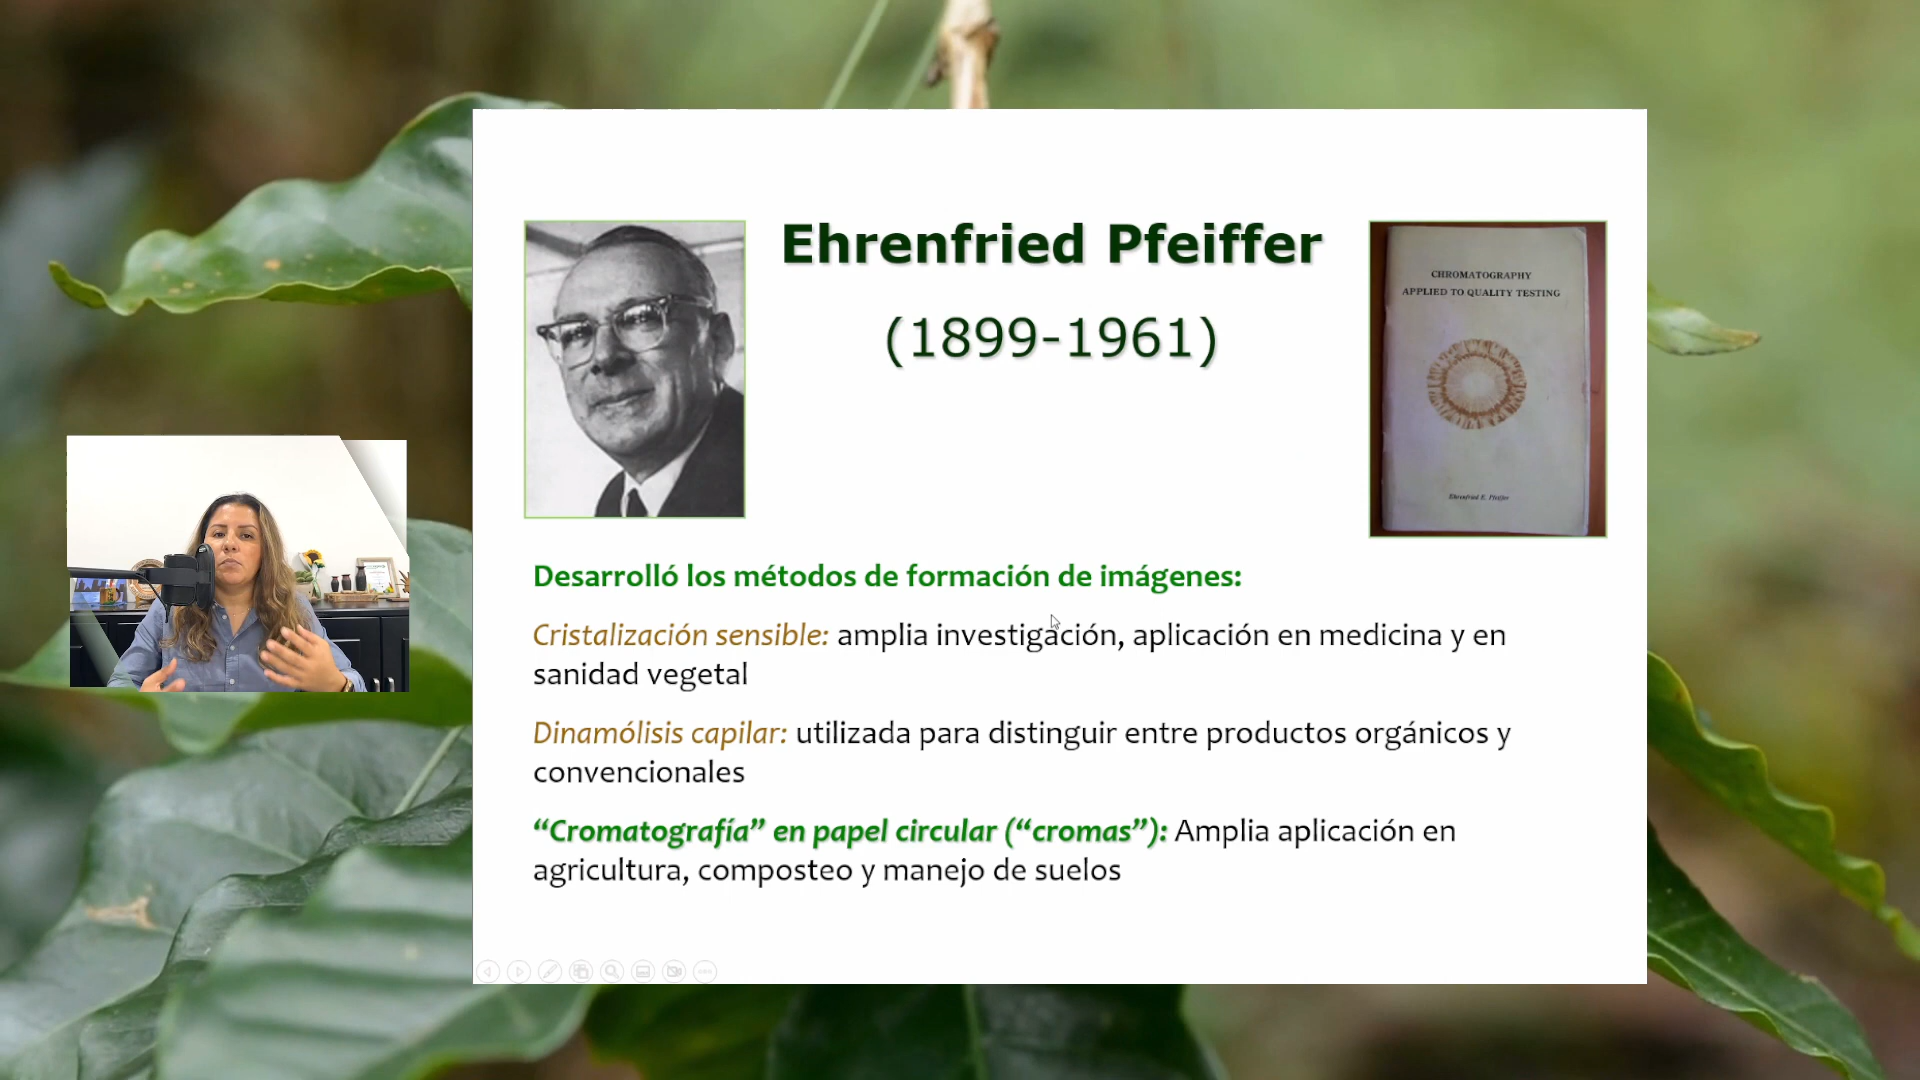 Ehrenfried Pfeiffer
(1899-1961)
CHROMATOGRAPHY
APPLIED TO QUALITY TESTING
Ehrenfried E. Pfeiffer
Desarrolló los métodos de formación de imágenes:
Cristalización sensible: amplia investigación, aplicación en medicina y en
sanidad vegetal
Dinamólisis capilar: utilizada para distinguir entre productos orgánicos y
convencionales
“Cromatografía” en papel circular (“cromas”): Amplia aplicación en
agricultura, composteo y manejo de suelos